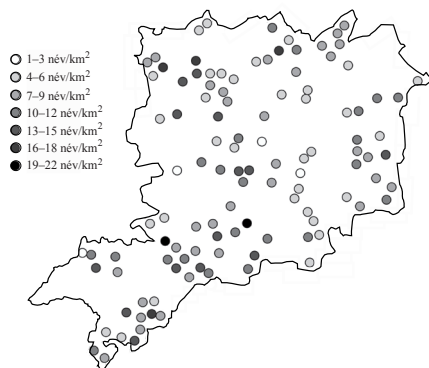 1–3 név/km²
4–6 név/km²
7–9 név/km²
10–12 név/km²
13–15 név/km²
16–18 név/km²
19–22 név/km²